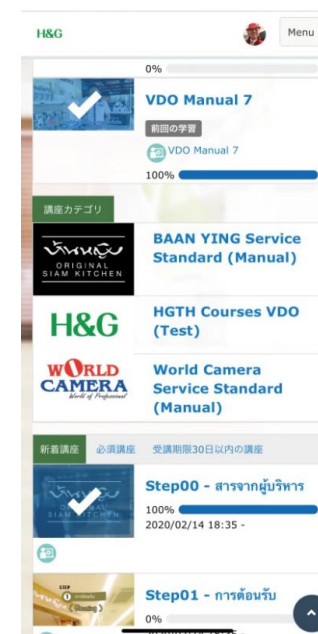 H&G
Menu
0%
VDO Manual 7
前回の学習
VDO Manual 7
100%
講座カテゴリ
บ้านหญิง
ORIGINAL
SIAM KITCHEN
BAAN YING Service
Standard (Manual)
H&G
HGTH Courses VDO
(Test)
WORLD
CAMERA
World of Professional
World Camera
Service Standard
(Manual)
新着講座 必須講座 受講期限30日以内の講座
SIAM KITCHEN
Step00 - สารจากผู้บริหาร
100%
2020/02/14 18:35 -
STEP
1
Step01 - การต้อนรับ
0%